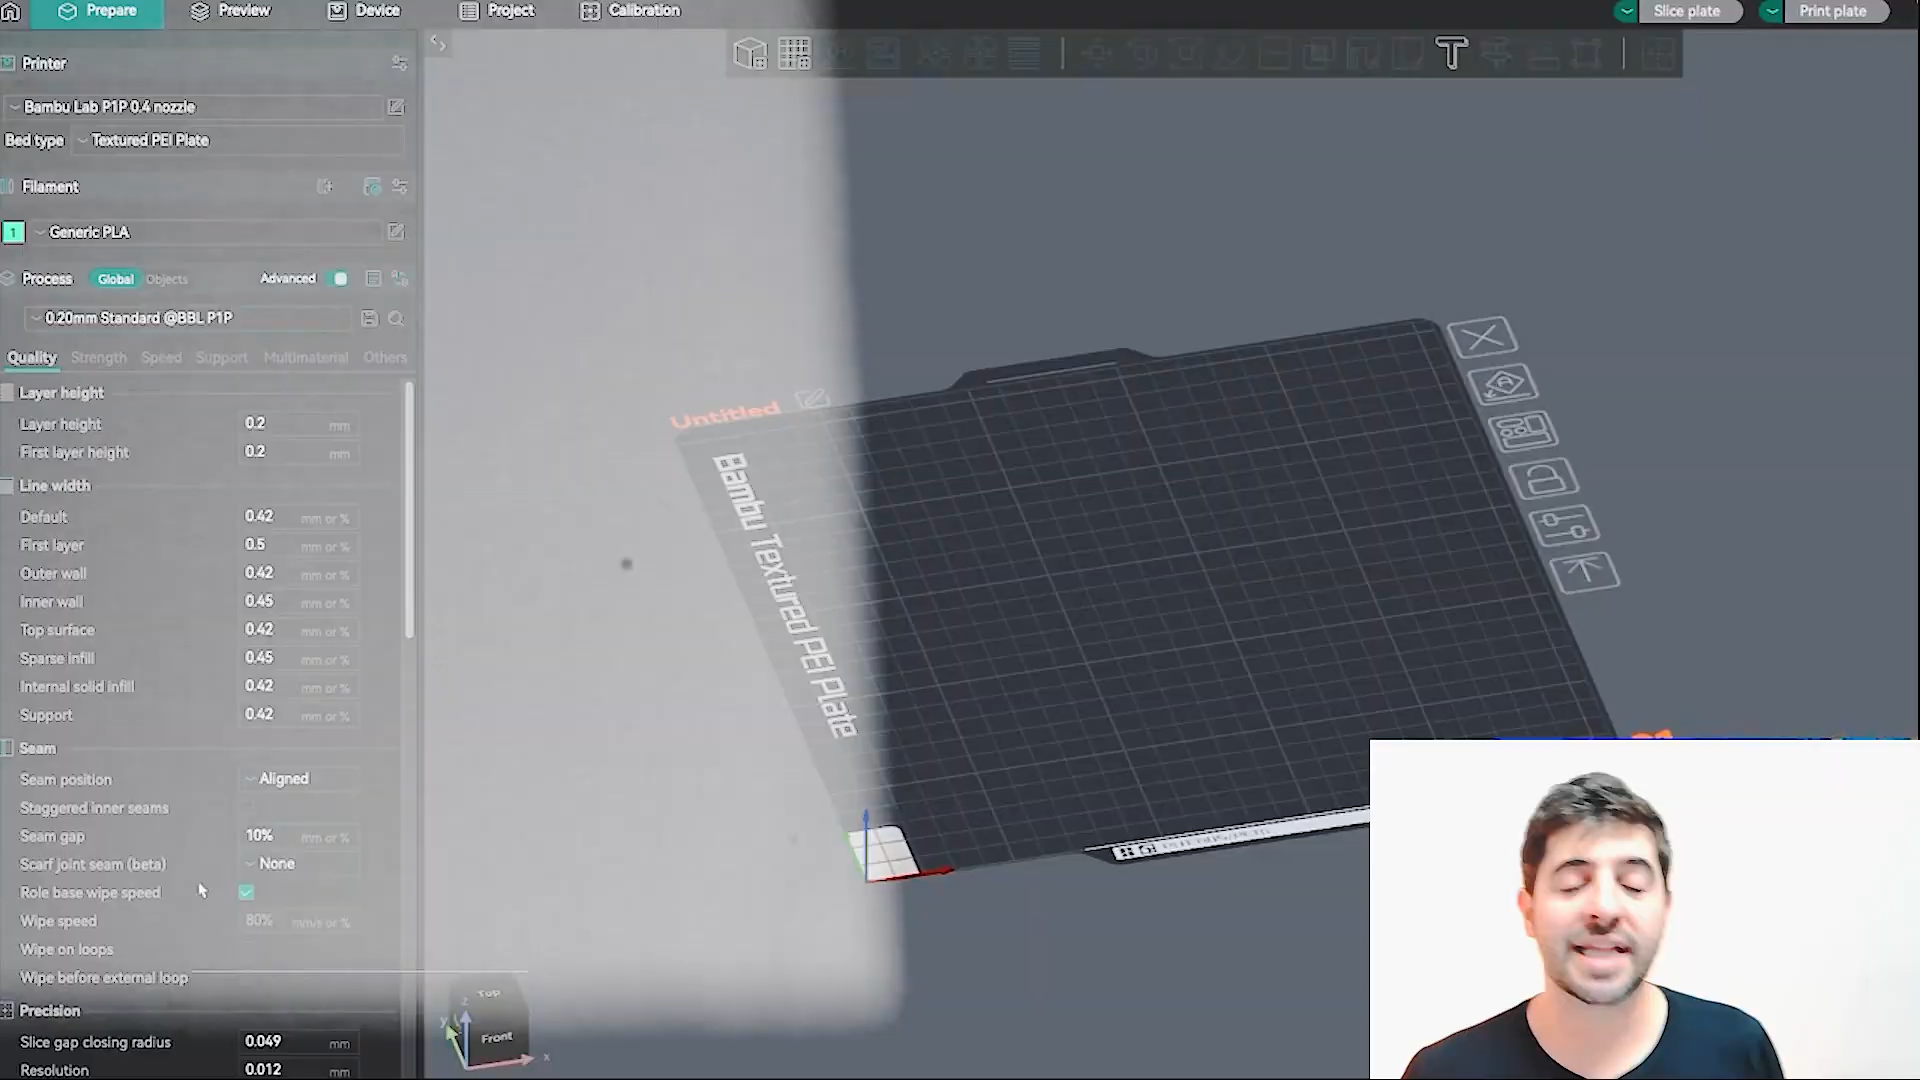 Prepare Preview Device Project Calibration Slice plate Print plate
Printer
Bambu Lab P1P 0.4 nozzle
Bed type Textured PEI Plate
Filament
1 Generic PLA
Process Global Objects Advanced
0.20mm Standard @BBL P1P
Quality Strength Speed Support Multimaterial Others
Layer height
Layer height 0.2 mm
First layer height 0.2 mm
Line width
Default 0.42 mm or %
First layer 0.5 mm or %
Outer wall 0.42 mm or %
Inner wall 0.45 mm or %
Top surface 0.42 mm or %
Sparse infill 0.45 mm or %
Internal solid infill 0.42 mm or %
Support 0.42 mm or %
Seam
Seam position Aligned
Staggered inner seams
Seam gap 10% mm or %
Scarf joint seam (beta) None
Role base wipe speed
Wipe speed 80% mm/s or %
Wipe on loops
Wipe before external loop
Precision
Slice gap closing radius 0.049 mm
Resolution 0.012 mm
Untitled
Bambu Textured PEI Plate
Top
Front
z
y
x